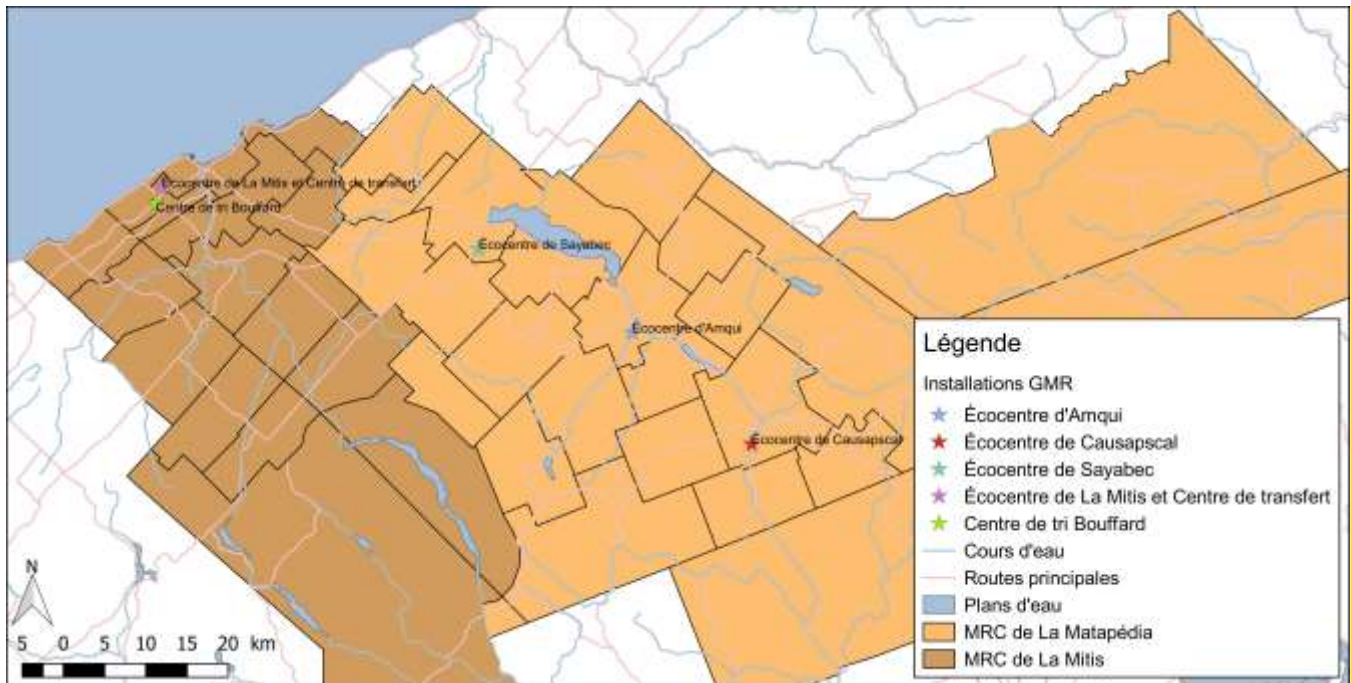 Écocentre de La Mitis et Centre de transfert
Centre de tri Bouffard
Écocentre de Sayabec
Écocentre d'Amqui
Écocentre de Causapscal
Légende
Installations GMR
Écocentre d'Amqui
Écocentre de Causapscal
Écocentre de Sayabec
Écocentre de La Mitis et Centre de transfert
Centre de tri Bouffard
Cours d'eau
Routes principales
Plans d'eau
MRC de La Matapédia
MRC de La Mitis
N
5 0 5 10 15 20 km